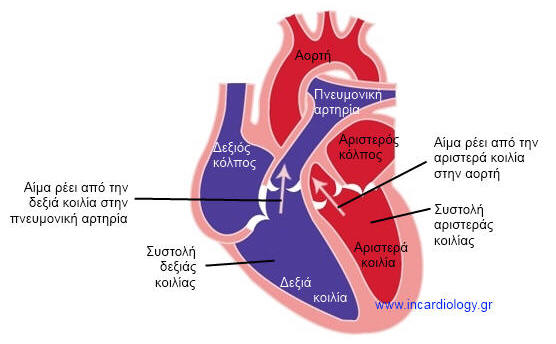 Αορτή
Πνευμονική
αρτηρία
Δεξιός
κόλπος
Αριστερός
κόλπος
Αίμα ρέει από την
αριστερά κοιλία
στην αορτή
Αίμα ρέει από την
δεξιά κοιλία στην
πνευμονική αρτηρία
Συστολή
αριστεράς
κοιλίας
Συστολή
δεξιάς
κοιλίας
Αριστερά
κοιλία
Δεξιά
κοιλία
www.incardiology.gr